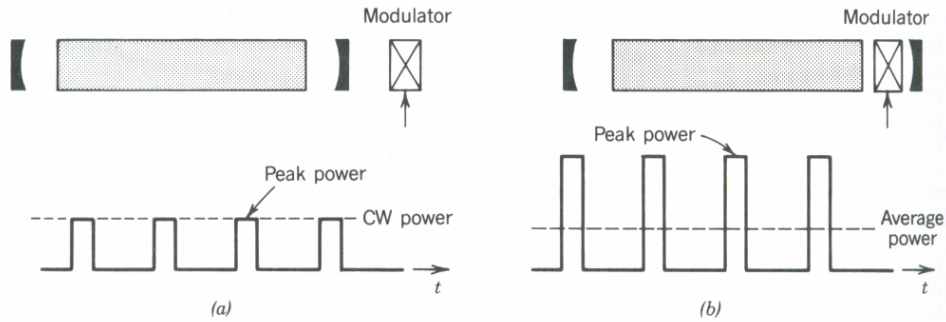 Modulator
Modulator
Peak power
Peak power
CW power
Average
power
t
t
(a)
(b)